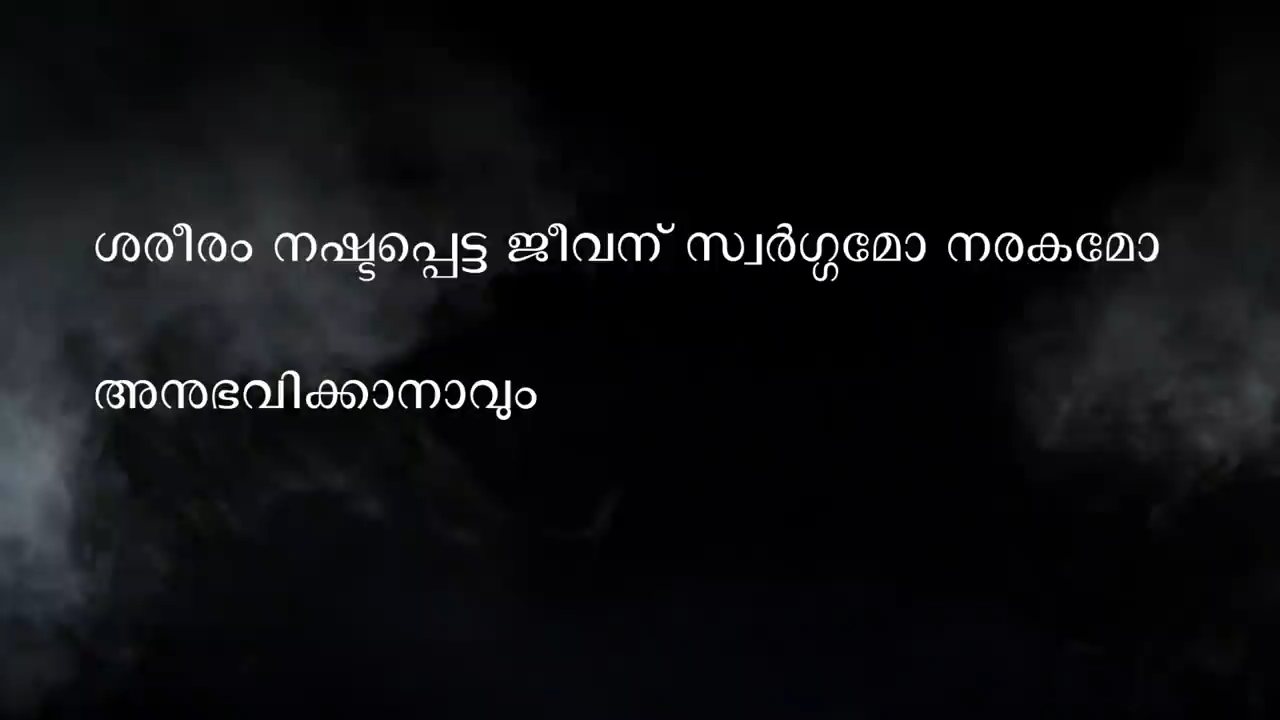 ശരീരം നഷ്ടപ്പെട്ട ജീവന് സ്വർഗ്ഗമോ നരകമോ
അനുഭവിക്കാനാവും